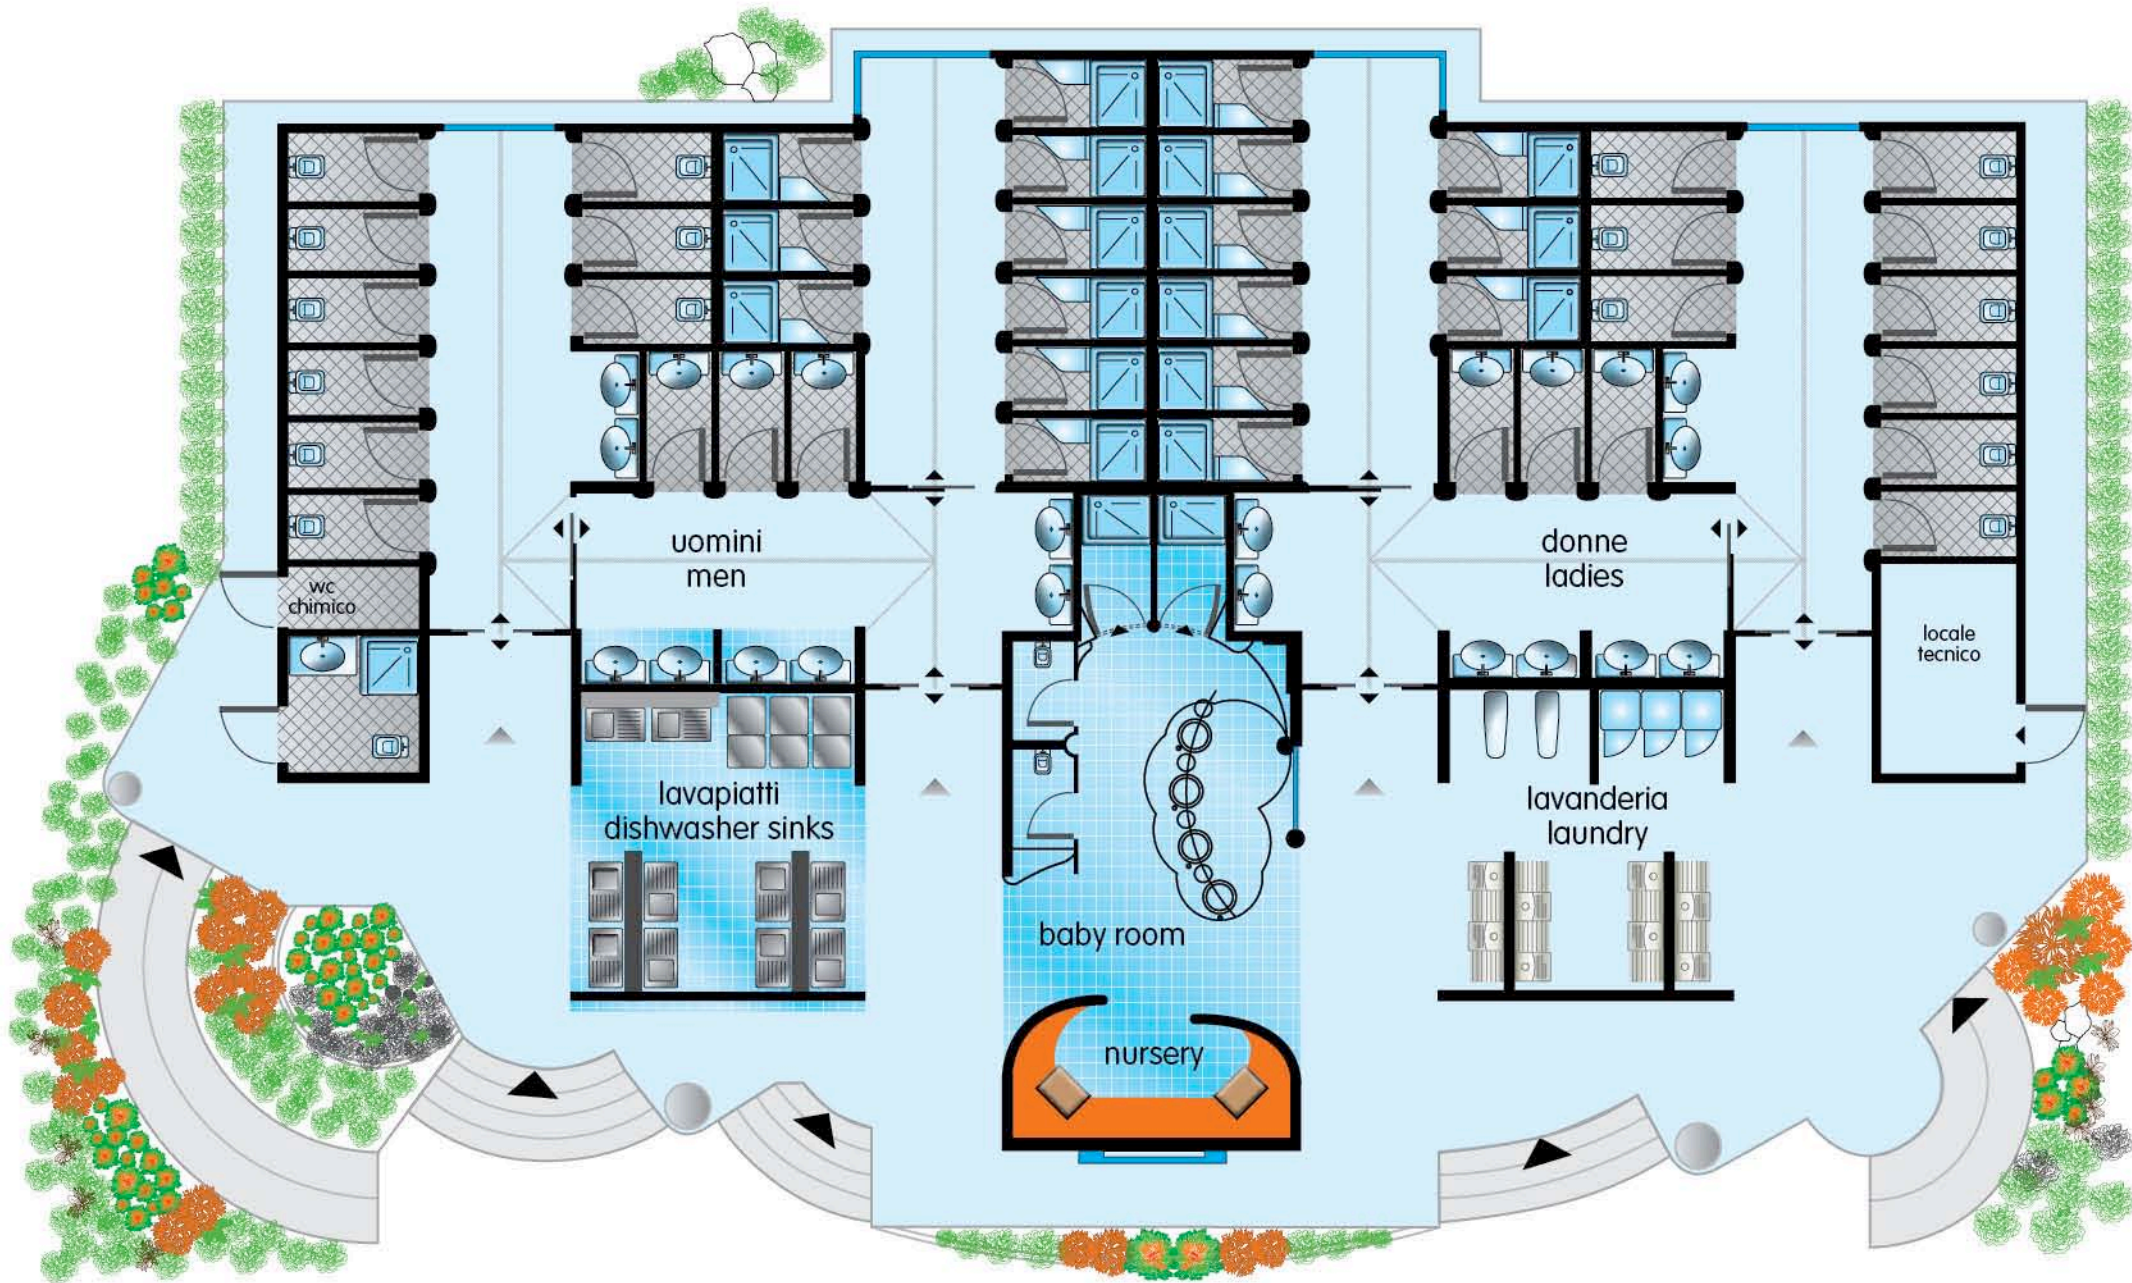 uomini
men
donne
ladies
wc
chimico
locale
tecnico
lavapiatti
dishwasher sinks
lavanderia
laundry
baby room
nursery